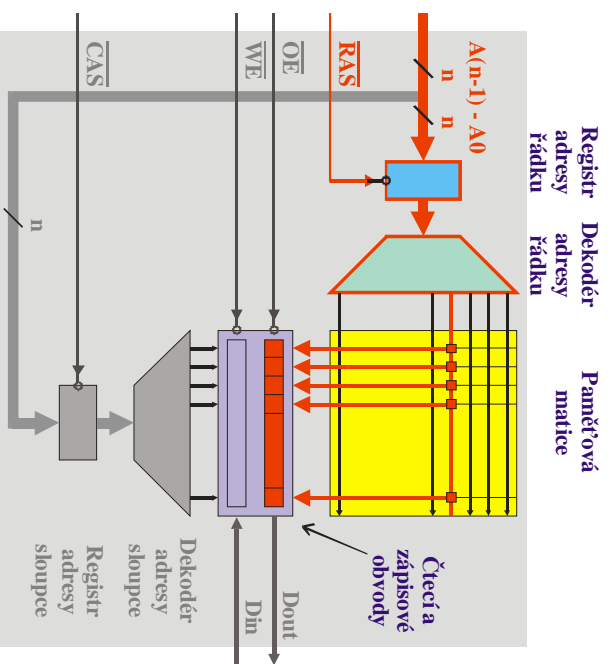 Registr
adresy
řádku
Dekodér
adresy
řádku
Paměťová
matice
A(n-1) - A0
n
n
RAS
Čtecí a
zápisové
obvody
OE
WE
Dout
Din
CAS
Dekodér
adresy
sloupce
Registr
adresy
sloupce
n